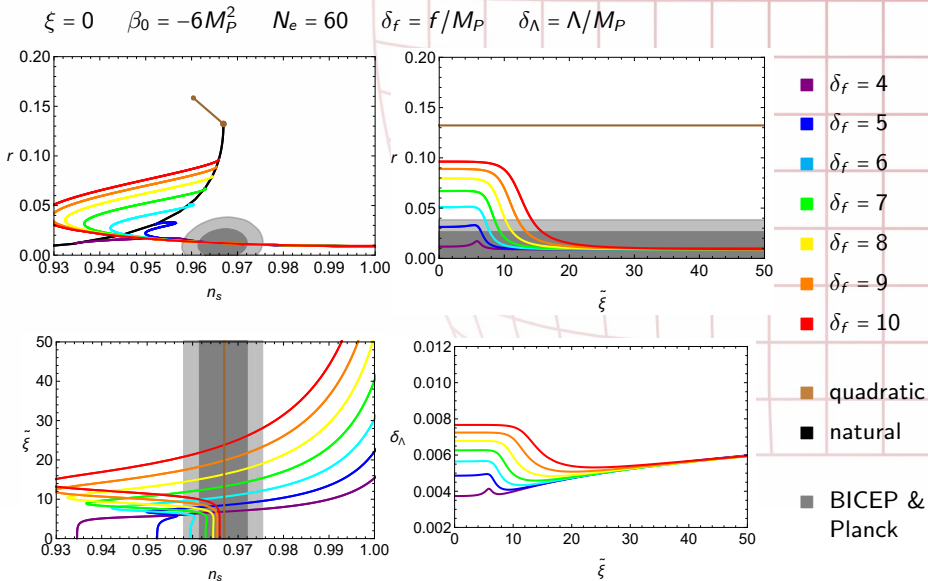 ξ = 0 β₀ = −6M_P² N_e = 60 δ_f = f/M_P δ_Λ = Λ/M_P
0.20
0.15
r 0.10
0.05
0.00
0.93 0.94 0.95 0.96 0.97 0.98 0.99 1.00
n_s
0.20
0.15
r 0.10
0.05
0.00
0 10 20 30 40 50
ξ̃
50
40
30
ξ̃
20
10
0
0.93 0.94 0.95 0.96 0.97 0.98 0.99 1.00
n_s
0.012
0.010
δ_Λ 0.008
0.006
0.004
0.002
0 10 20 30 40 50
ξ̃
δ_f = 4
δ_f = 5
δ_f = 6
δ_f = 7
δ_f = 8
δ_f = 9
δ_f = 10
quadratic
natural
BICEP &
Planck